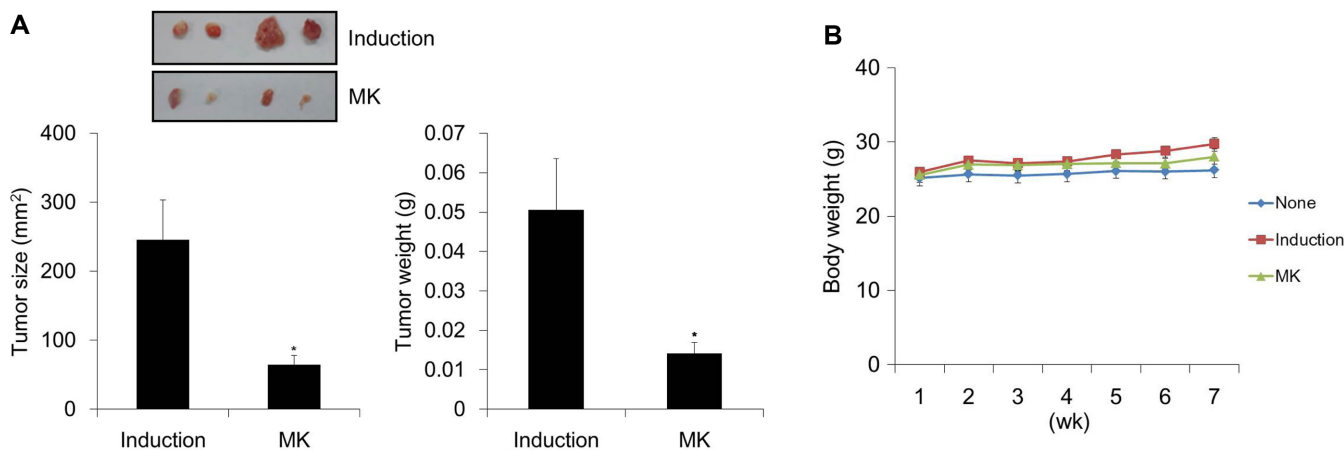 A
Induction
MK
Tumor size (mm²)
400
300
200
100
0
*
Induction MK
Tumor weight (g)
0.07
0.06
0.05
0.04
0.03
0.02
0.01
0
*
Induction MK
B
Body weight (g)
40
30
20
10
0
1 2 3 4 5 6 7
(wk)
None
Induction
MK